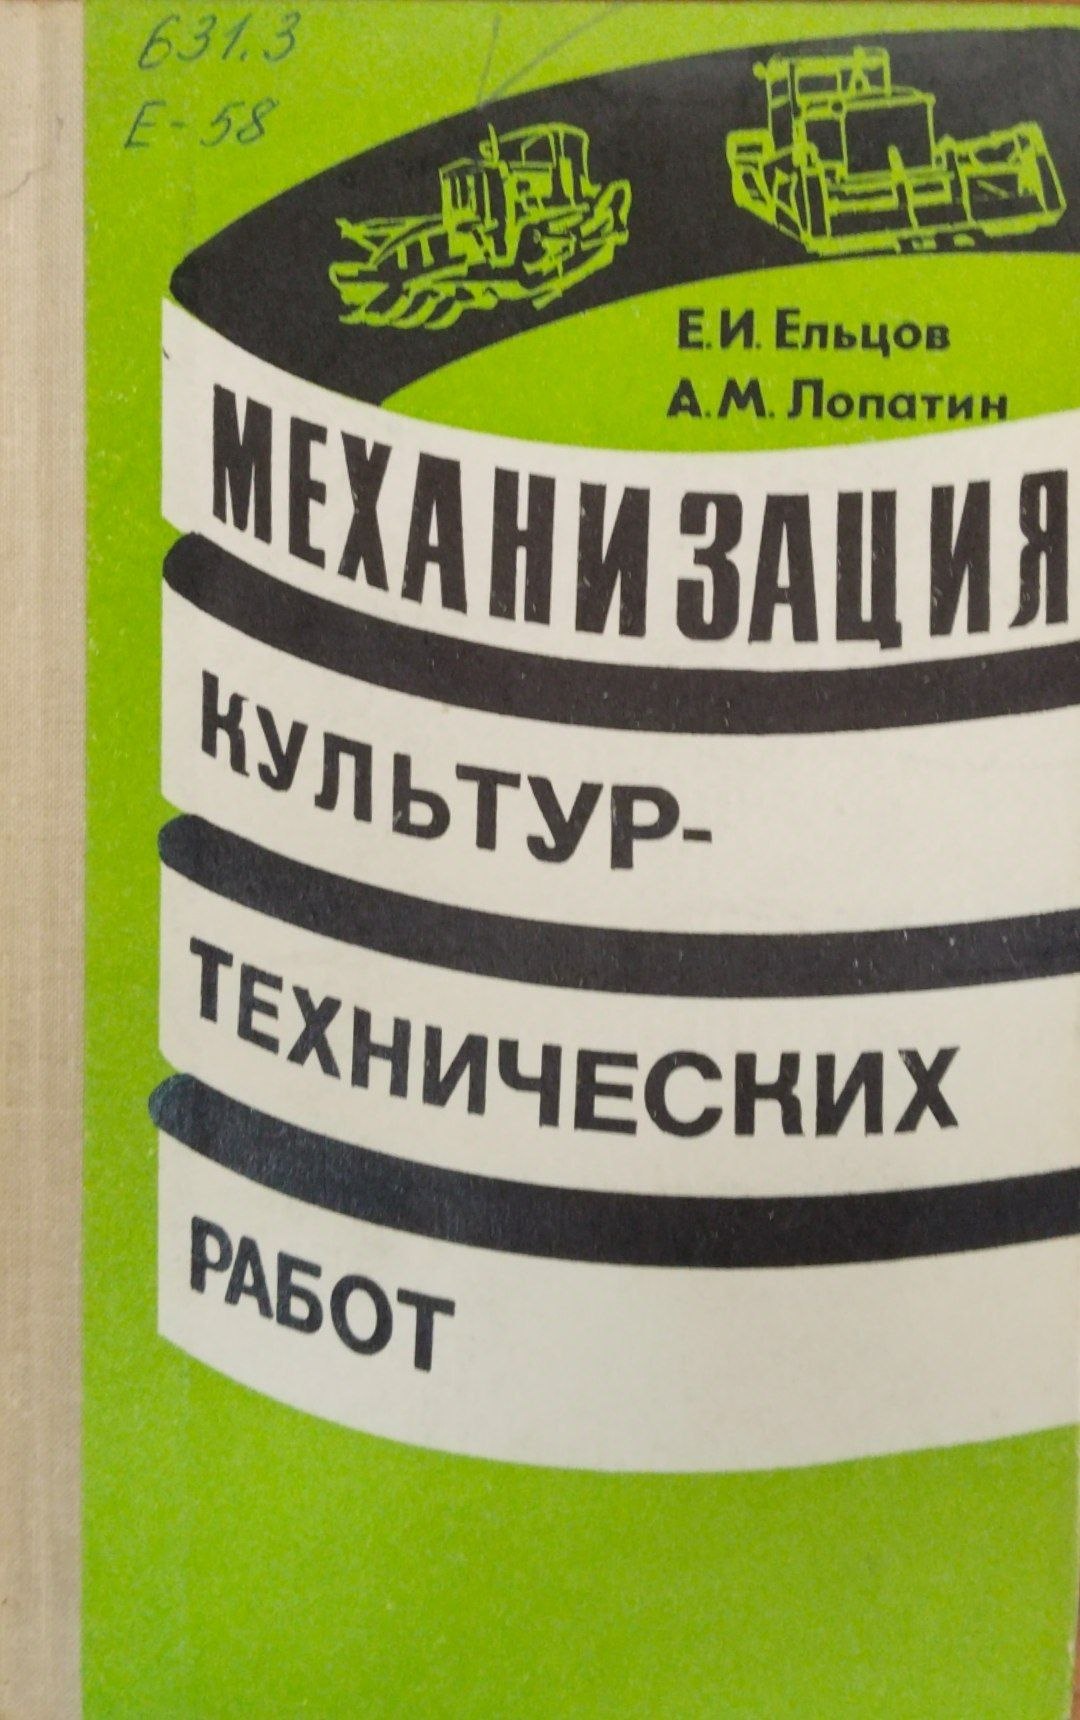 631.3
Е-58
Е.И. Ельцов
А.М. Лопатин
МЕХАНИЗАЦИЯ
КУЛЬТУР-
ТЕХНИЧЕСКИХ
РАБОТ